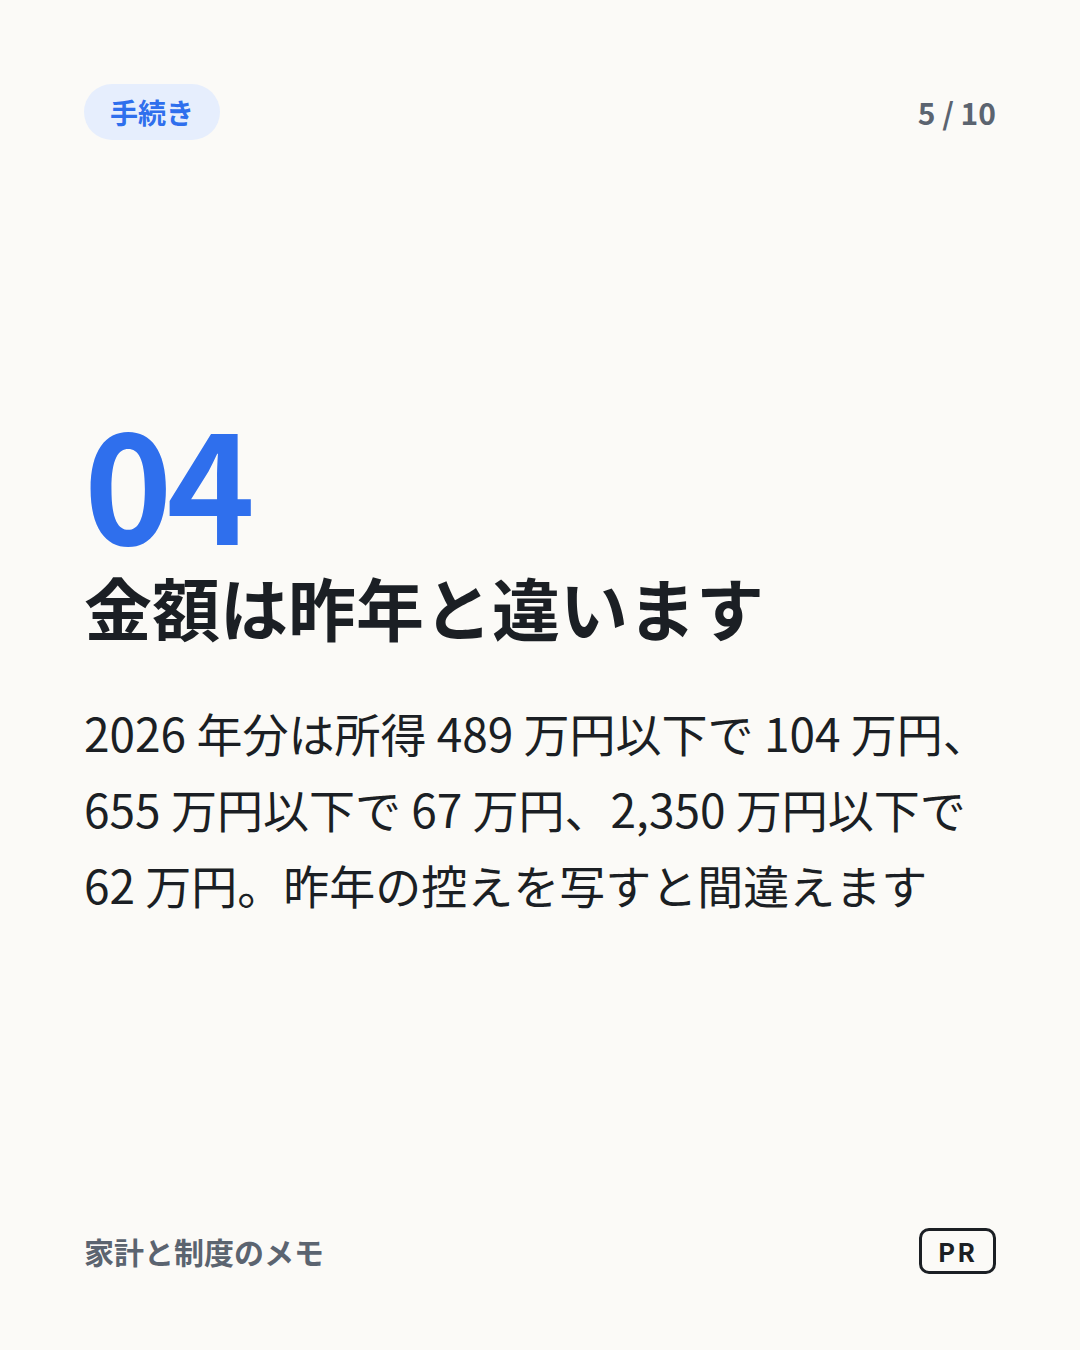 手続き
5 / 10
04
金額は昨年と違います
2026 年分は所得 489 万円以下で 104 万円、
655 万円以下で 67 万円、2,350 万円以下で
62 万円。昨年の控えを写すと間違えます
家計と制度のメモ
PR